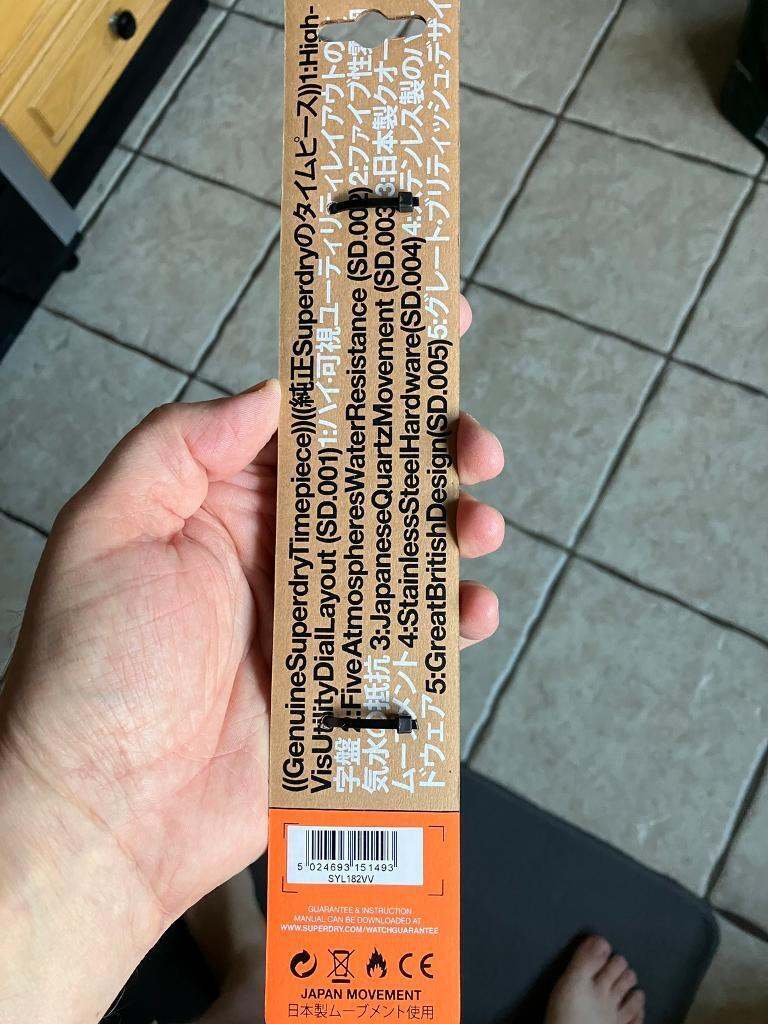 ((GenuineSuperdryTimepiece))((純正Superdryのタイムピース))1:High-
VisUtilityDialLayout (SD.001)1:ハイ·可視ユーティリティレイアウトの
字盤 2:FiveAtmospheresWaterResistance (SD.002)2:ファイブ性雰
気水の抵抗 3:JapaneseQuartzMovement (SD.003)3:日本製クオー
ムーブメント 4:StainlessSteelHardware(SD.004)4:ステンレス製のハ
ドウェア 5:GreatBritishDesign(SD.005)5:グレート·ブリティッシュ·デザイ
5 024693 151493
SYL182VV
GUARANTEE & INSTRUCTION
MANUAL CAN BE DOWNLOADED AT
WWW.SUPERDRY.COM/WATCHGUARANTEE
CE
JAPAN MOVEMENT
日本製ムーブメント使用